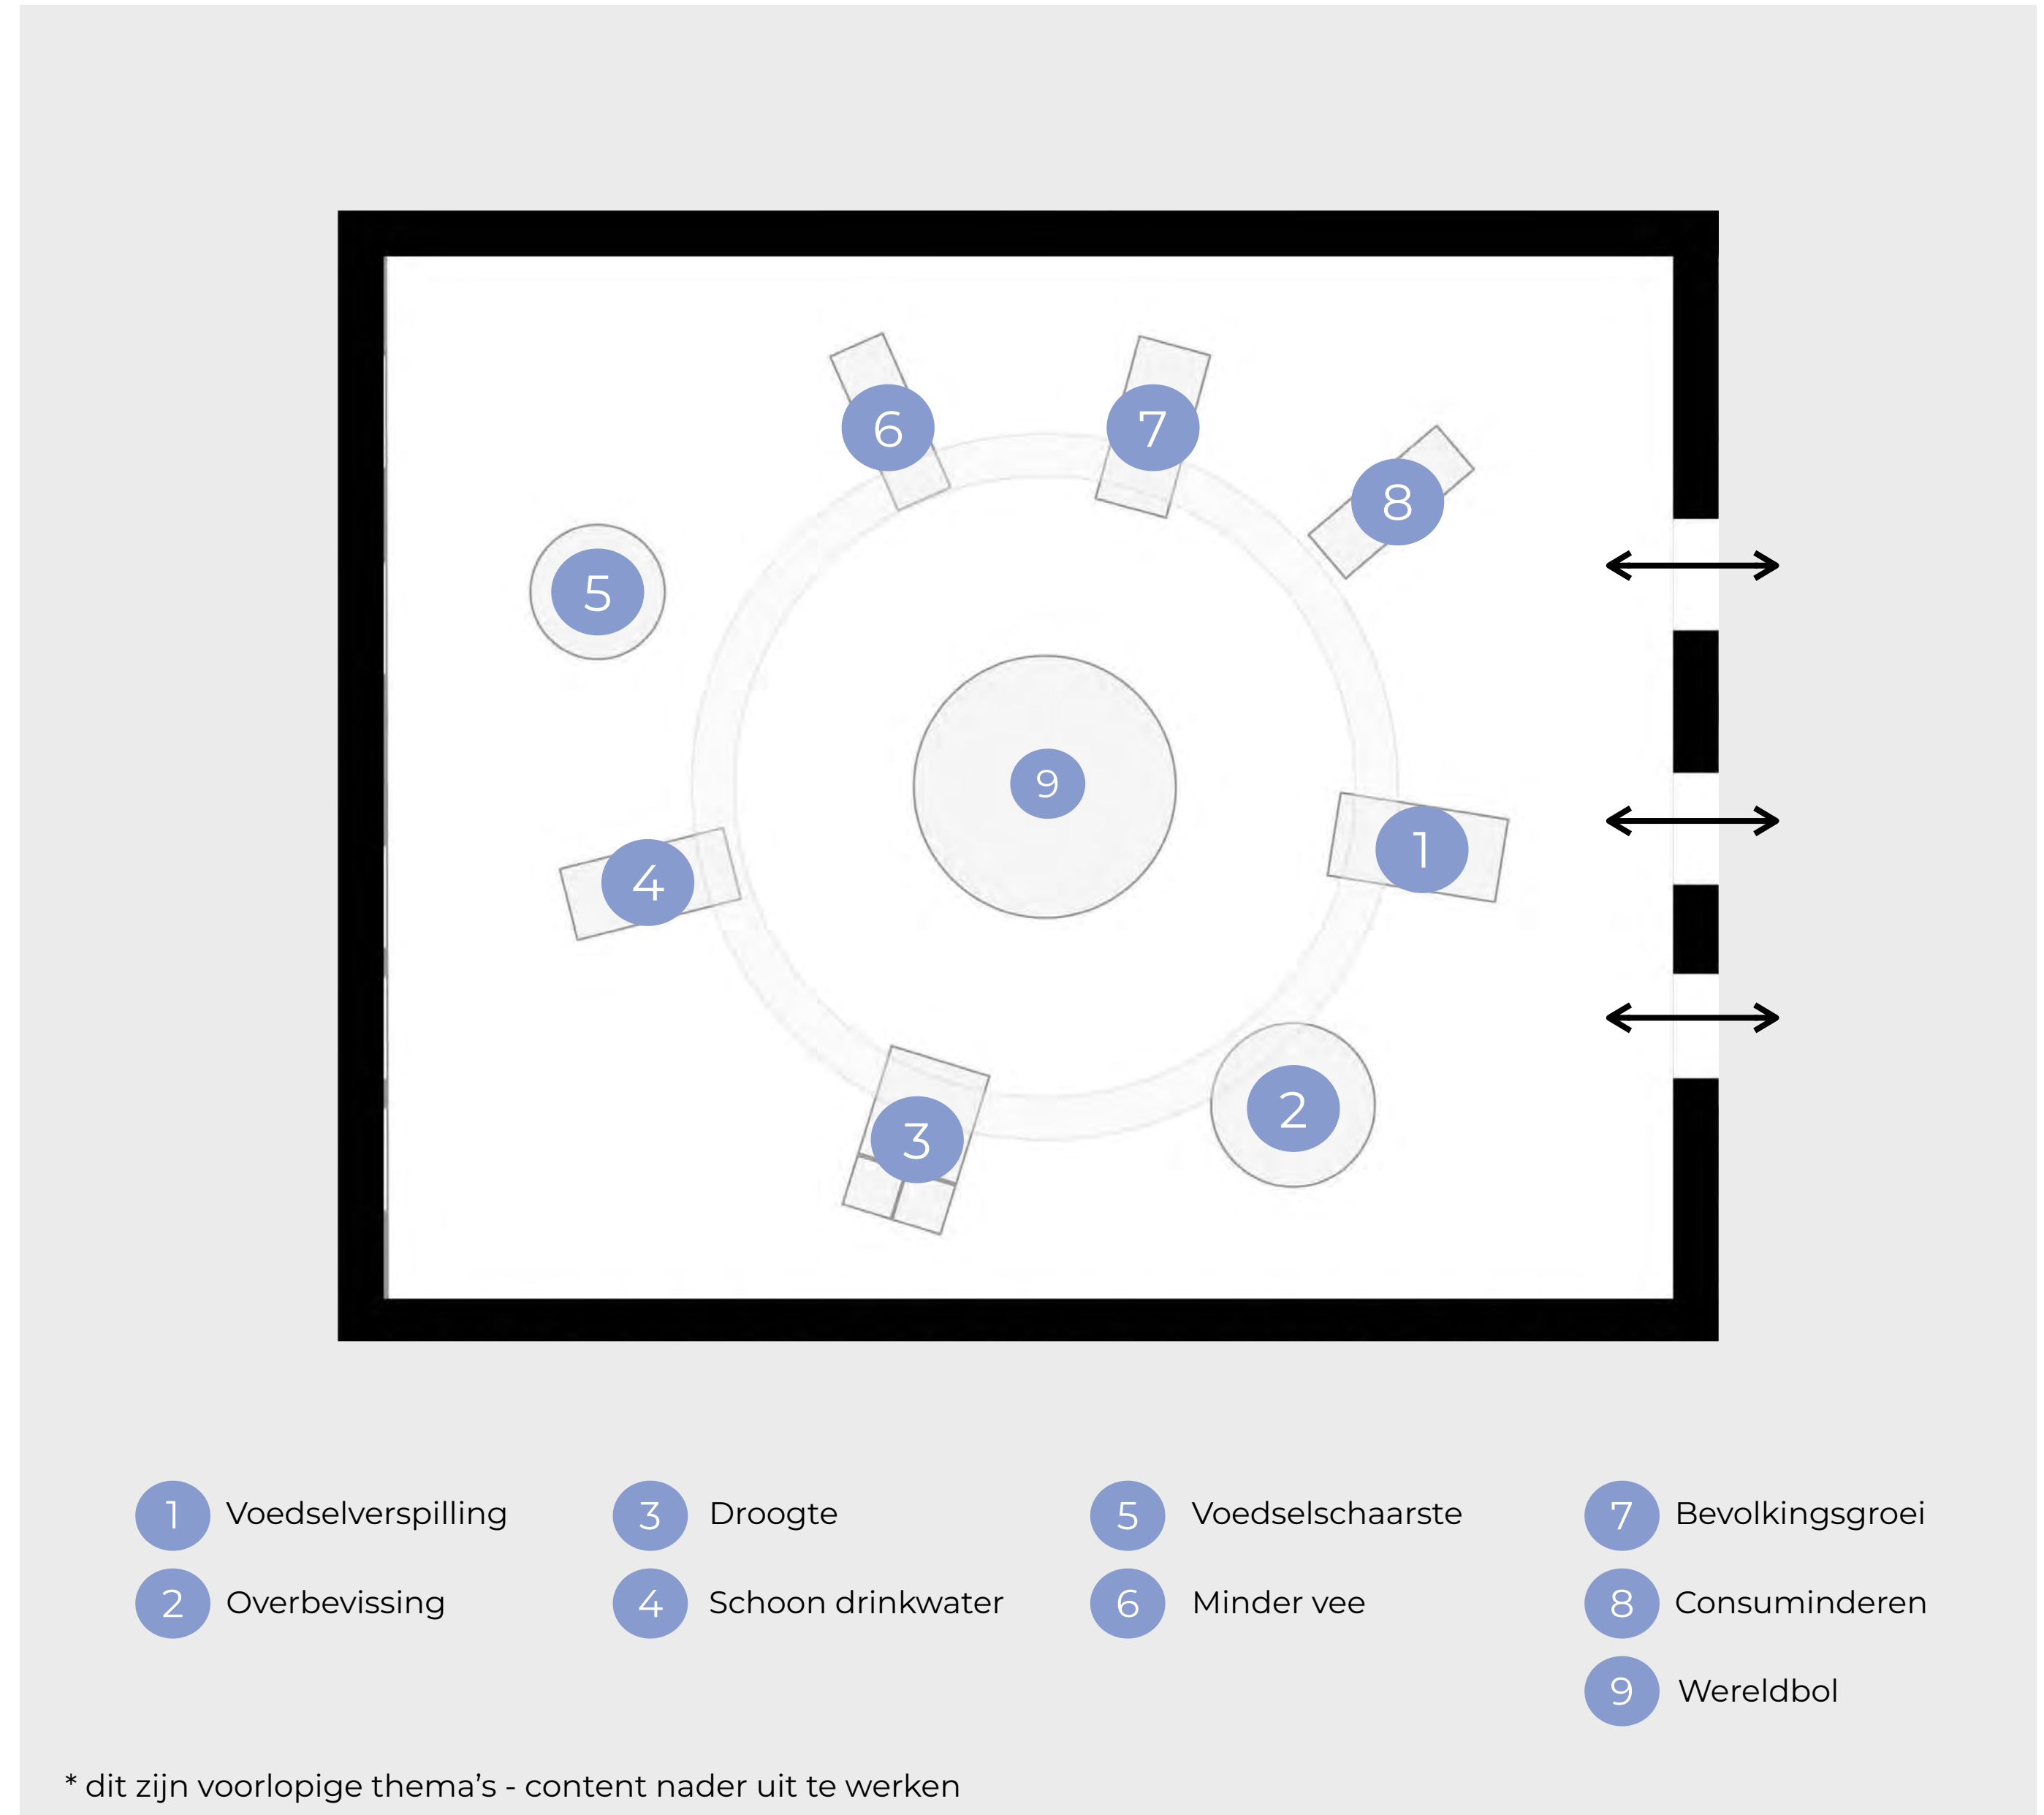 6
7
8
5
9
1
4
2
3
1 Voedselverspilling
3 Droogte
5 Voedselschaarste
7 Bevolkingsgroei
2 Overbevissing
4 Schoon drinkwater
6 Minder vee
8 Consuminderen
9 Wereldbol
* dit zijn voorlopige thema’s - content nader uit te werken